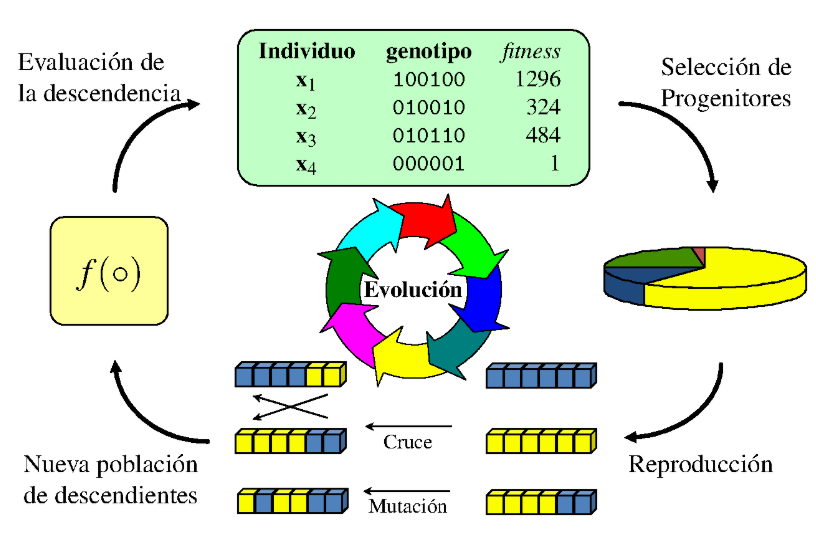 Evaluación de
la descendencia
Individuo genotipo fitness
x1 100100 1296
x2 010010 324
x3 010110 484
x4 000001 1
Selección de
Progenitores
f(∘)
Evolución
Cruce
Mutación
Reproducción
Nueva población
de descendientes